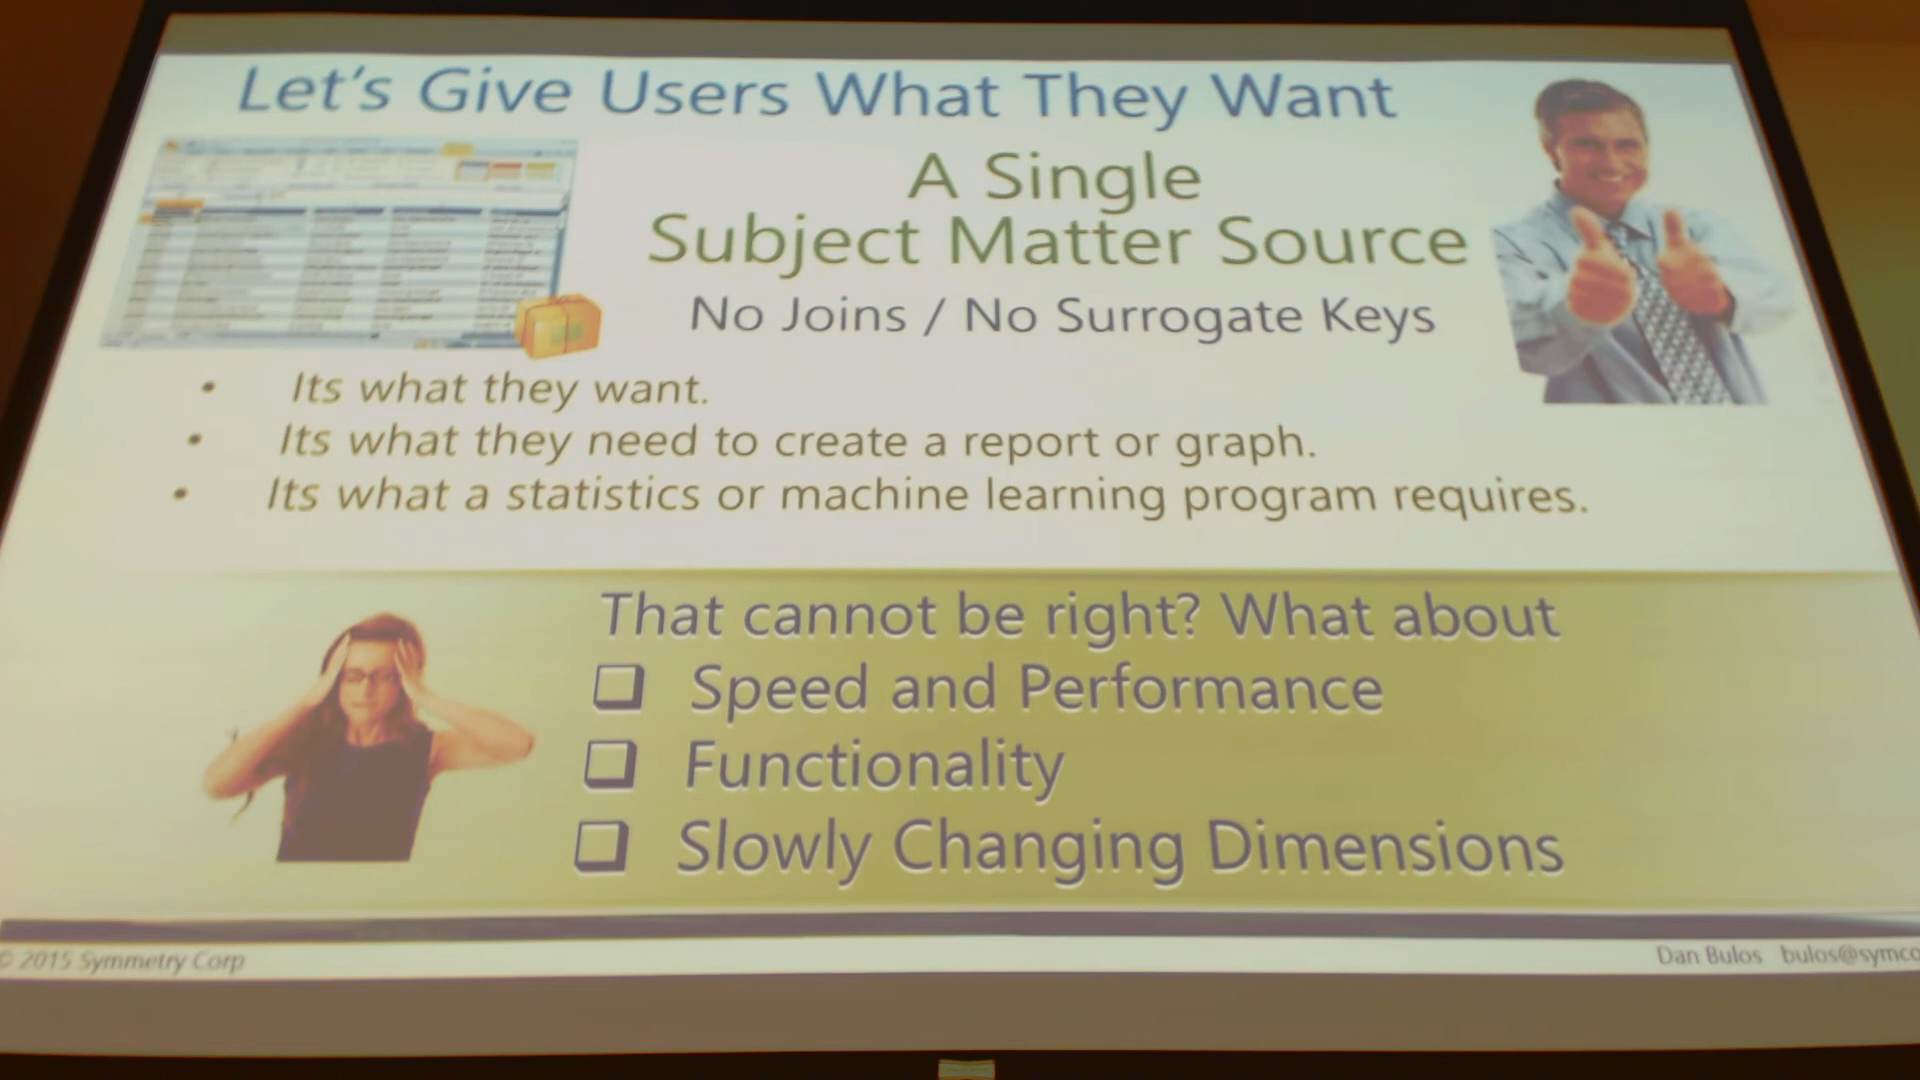 Let's Give Users What They Want
A Single
Subject Matter Source
No Joins / No Surrogate Keys
• Its what they want.
• Its what they need to create a report or graph.
• Its what a statistics or machine learning program requires.
That cannot be right? What about
❑ Speed and Performance
❑ Functionality
❑ Slowly Changing Dimensions
© 2015 Symmetry Corp
Dan Bulos bulos@symco